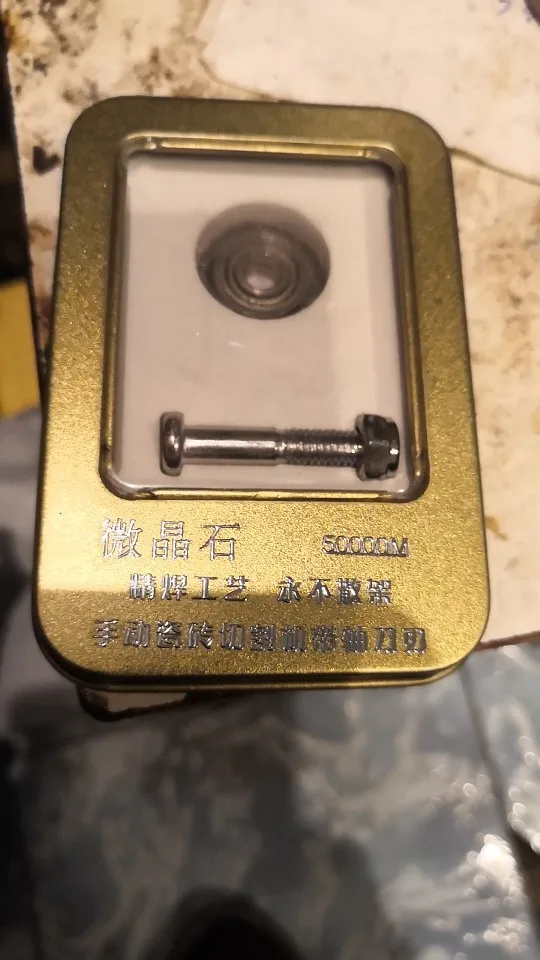 微晶石 50000M
精焊工艺 永不散架
手动瓷砖切割机带轴刀刃